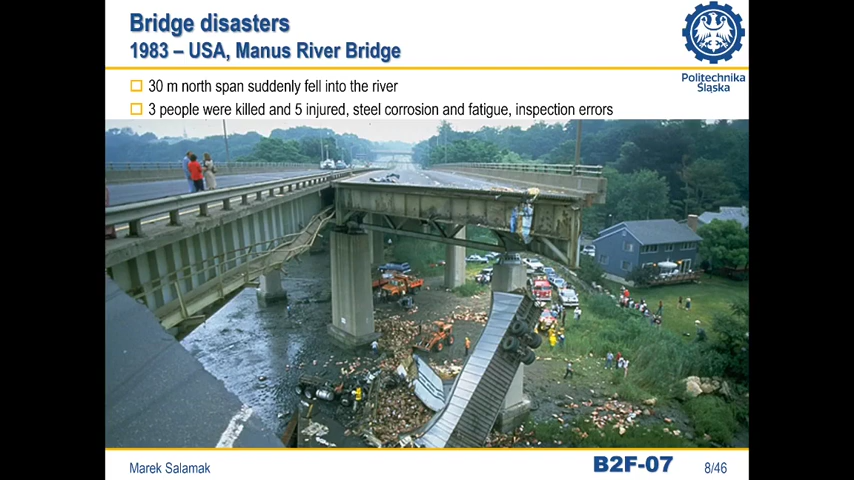 Bridge disasters
1983 – USA, Manus River Bridge
Politechnika
Śląska
30 m north span suddenly fell into the river
3 people were killed and 5 injured, steel corrosion and fatigue, inspection errors
Marek Salamak
B2F-07
8/46